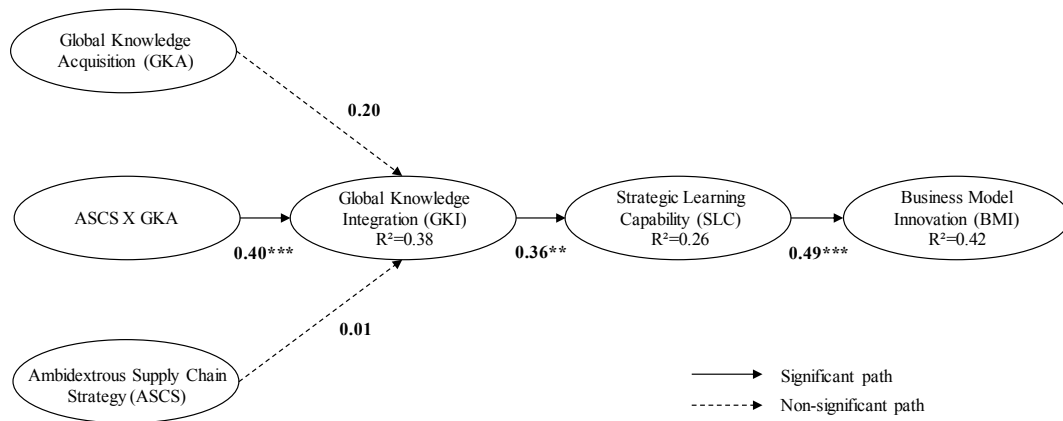 Global Knowledge
Acquisition (GKA)
0.20
ASCS X GKA
0.40***
Global Knowledge
Integration (GKI)
R²=0.38
0.36**
Strategic Learning
Capability (SLC)
R²=0.26
0.49***
Business Model
Innovation (BMI)
R²=0.42
0.01
Ambidextrous Supply Chain
Strategy (ASCS)
Significant path
Non-significant path